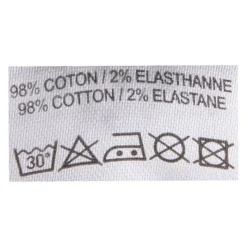 98% COTON / 2% ELASTHANNE
98% COTTON / 2% ELASTANE
30°